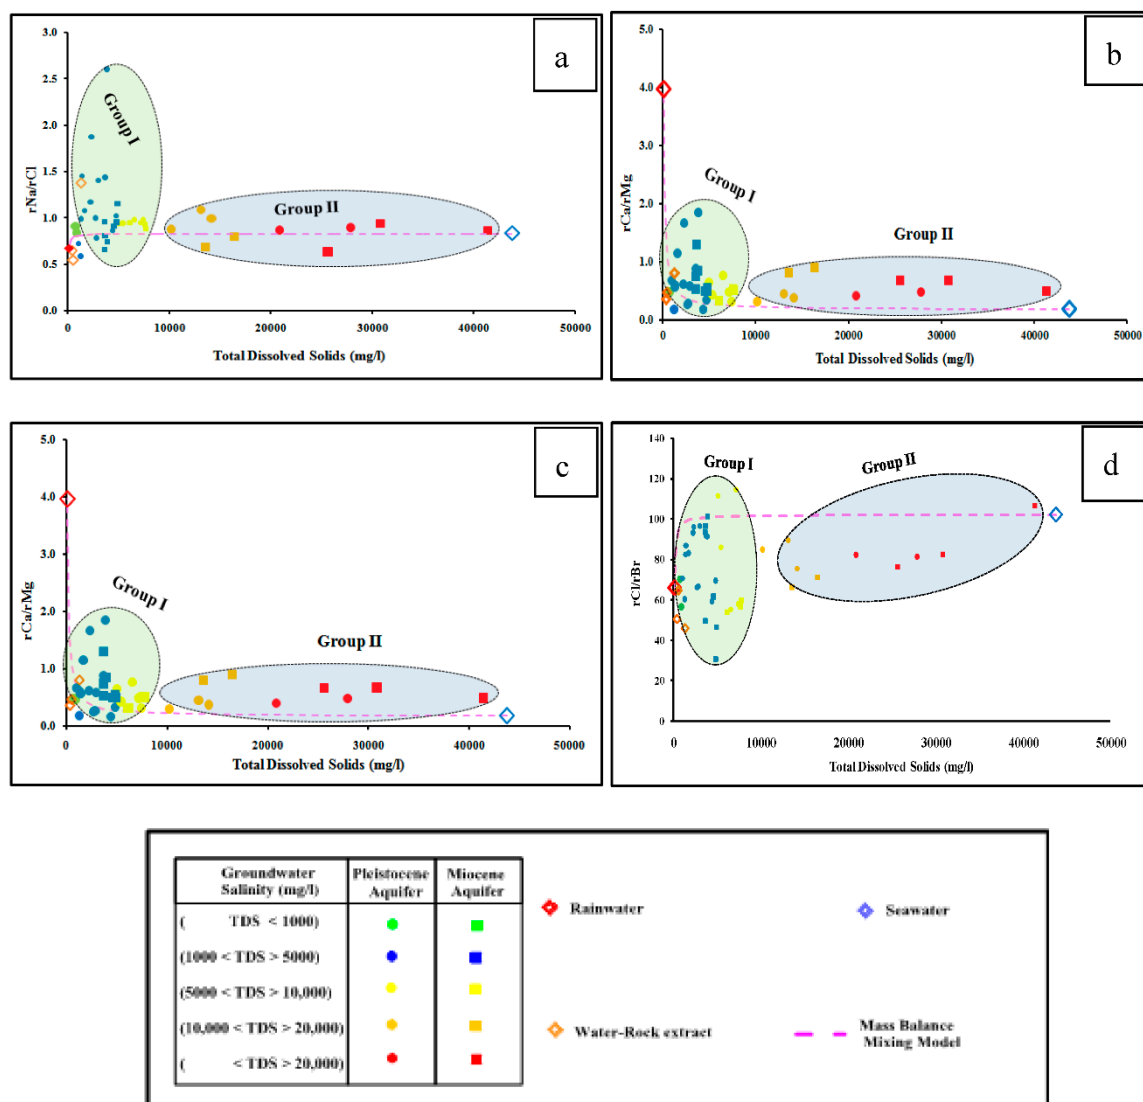 a
3.0
2.5
2.0
1.5
1.0
0.5
0.0
rNa/rCl
Group I
Group II
0 10000 20000 30000 40000 50000
Total Dissolved Solids (mg/l)
b
5.0
4.0
3.0
2.0
1.0
0.0
rCa/rMg
Group I
Group II
0 10000 20000 30000 40000 50000
Total Dissolved Solids (mg/l)
c
5.0
4.0
3.0
2.0
1.0
0.0
rCa/rMg
Group I
Group II
0 10000 20000 30000 40000 50000
Total Dissolved Solids (mg/l)
d
140
120
100
80
60
40
20
0
rCl/rBr
Group I
Group II
0 10000 20000 30000 40000 50000
Total Dissolved Solids (mg/l)
Groundwater Salinity (mg/l)
Pleistocene Aquifer
Miocene Aquifer
( TDS < 1000)
(1000 < TDS > 5000)
(5000 < TDS > 10,000)
(10,000 < TDS > 20,000)
( < TDS > 20,000)
Rainwater
Seawater
Water-Rock extract
Mass Balance
Mixing Model